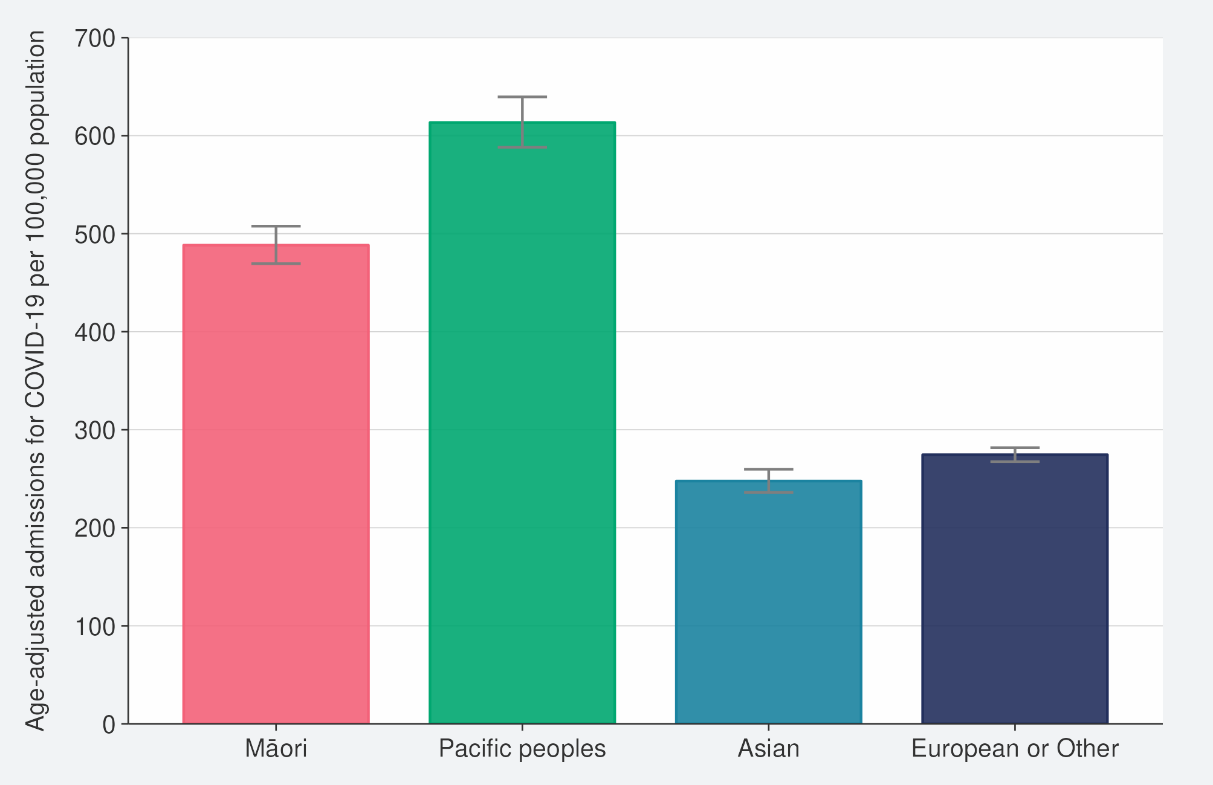 Age-adjusted admissions for COVID-19 per 100,000 population
700
600
500
400
300
200
100
0
Māori
Pacific peoples
Asian
European or Other